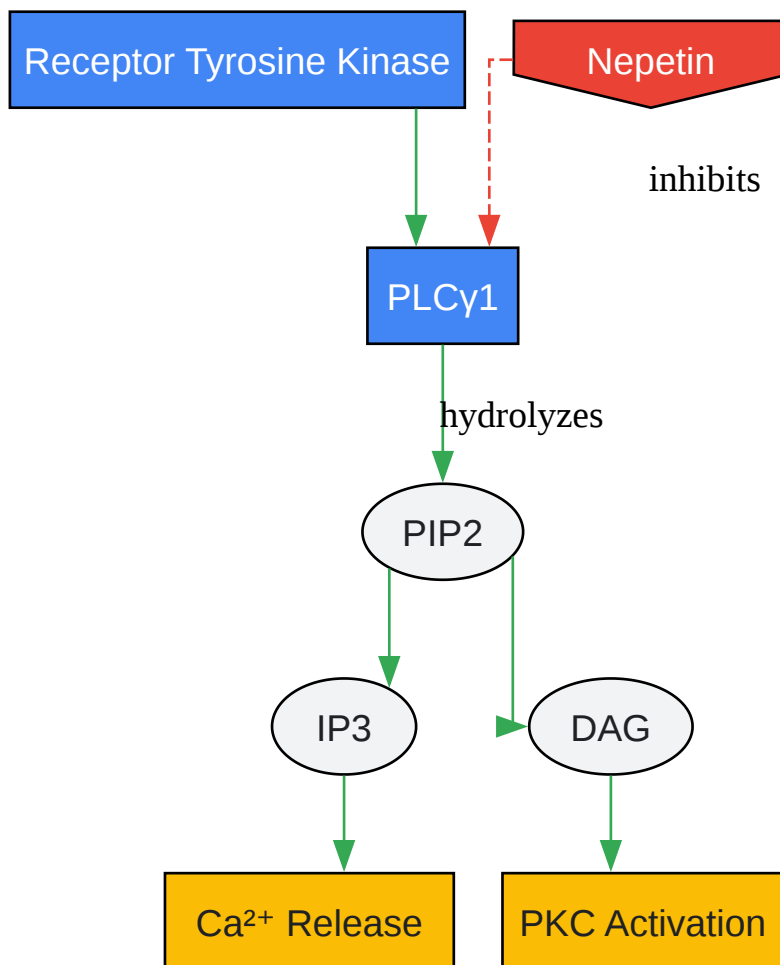 Receptor Tyrosine Kinase
Nepetin
inhibits
PLCγ1
hydrolyzes
PIP2
IP3
DAG
Ca²⁺ Release
PKC Activation